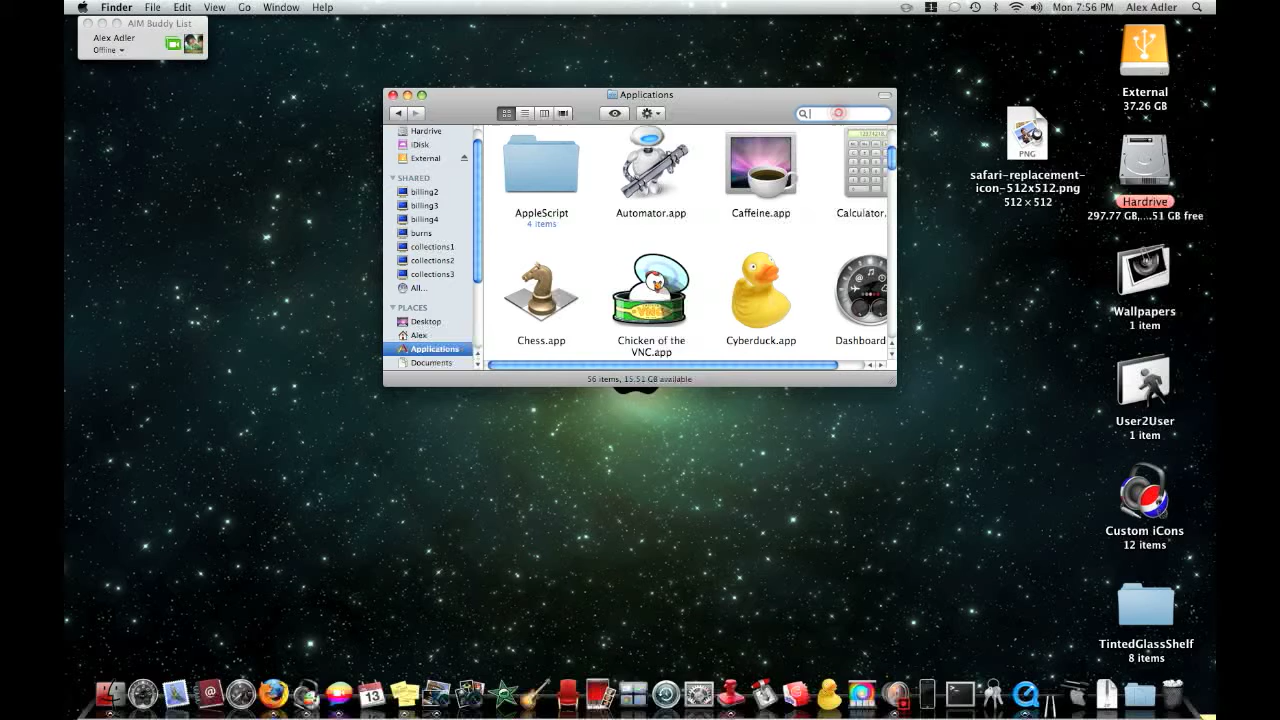 Finder File Edit View Go Window Help
1 Mon 7:56 PM Alex Adler
AIM Buddy List
Alex Adler
Offline
Applications
Hardrive
iDisk
External
SHARED
billing2
billing3
billing4
burns
collections1
collections2
collections3
All...
PLACES
Desktop
Alex
Applications
Documents
AppleScript
4 items
Automator.app
Caffeine.app
Calculator.
Chess.app
Chicken of the
VNC.app
Cyberduck.app
Dashboard
VNC
56 items, 15.51 GB available
PNG
safari-replacement-
icon-512x512.png
512 × 512
External
37.26 GB
Hardrive
297.77 GB,...51 GB free
Wallpapers
1 item
User2User
1 item
Custom iCons
12 items
TintedGlassShelf
8 items
13